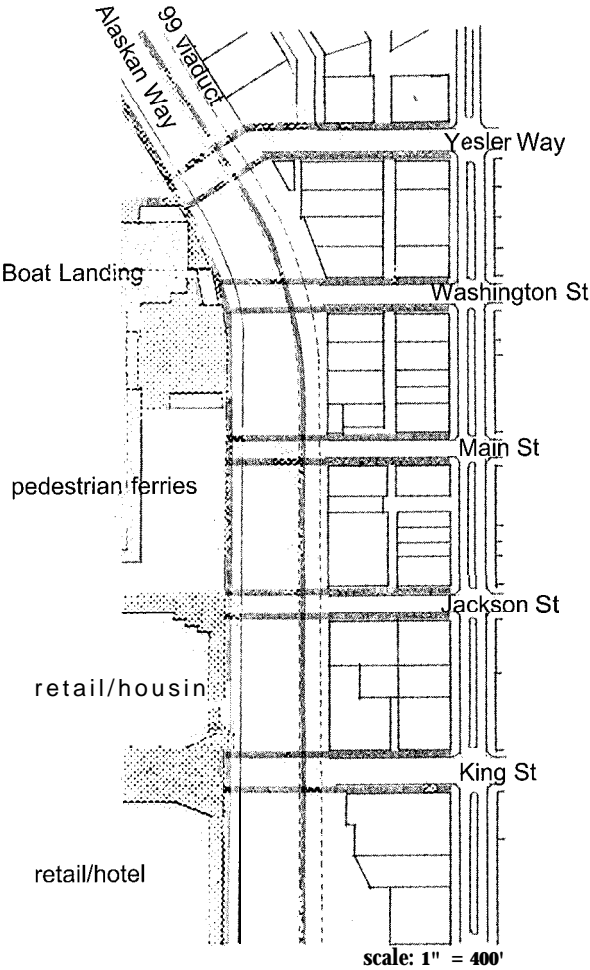 99 viaduct
Alaskan Way
Yesler Way
Boat Landing
Washington St
Main St
pedestrian ferries
Jackson St
retail/housin
King St
retail/hotel
scale: 1" = 400'